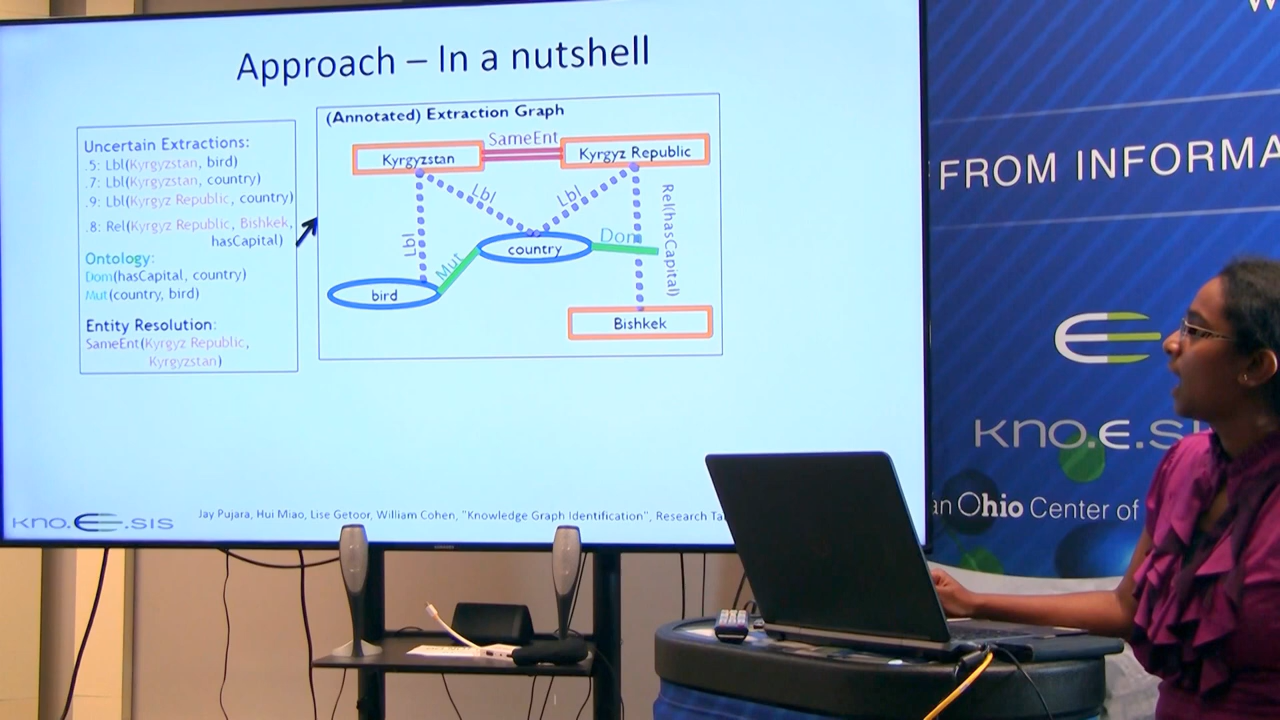 Approach – In a nutshell
Uncertain Extractions:
.5: Lbl(Kyrgyzstan, bird)
.7: Lbl(Kyrgyzstan, country)
.9: Lbl(Kyrgyz Republic, country)
.8: Rel(Kyrgyz Republic, Bishkek,
hasCapital)
Ontology:
Dom(hasCapital, country)
Mut(country, bird)
Entity Resolution:
SameEnt(Kyrgyz Republic,
Kyrgyzstan)
(Annotated) Extraction Graph
SameEnt
Kyrgyzstan
Kyrgyz Republic
Lbl
Lbl
Rel(hasCapital)
Lbl
Dom
country
Mut
bird
Bishkek
KNO.E.SIS
Jay Pujara, Hui Miao, Lise Getoor, William Cohen, "Knowledge Graph Identification", Research
FROM
KNO.E.S
an Ohio Center of